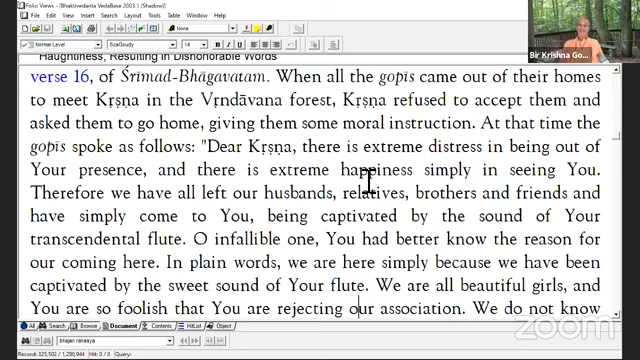 Folio Views - [Bhaktivedanta VedaBase 2003.1 (Shadow)]
File Edit View Search Layout Tools Window Help
Normal Level
ScaGoudy
14
Haughtiness, Resulting in Dishonorable Words
verse 16, of Śrīmad-Bhāgavatam. When all the gopīs came out of their homes
to meet Kṛṣṇa in the Vṛndāvana forest, Kṛṣṇa refused to accept them and
asked them to go home, giving them some moral instruction. At that time the
gopīs spoke as follows: "Dear Kṛṣṇa, there is extreme distress in being out of
Your presence, and there is extreme happiness simply in seeing You.
Therefore we have all left our husbands, relatives, brothers and friends and
have simply come to You, being captivated by the sound of Your
transcendental flute. O infallible one, You had better know the reason for
our coming here. In plain words, we are here simply because we have been
captivated by the sweet sound of Your flute. We are all beautiful girls, and
You are so foolish that You are rejecting our association. We do not know
All Search Browse Document Contents HitList Object
bhajan rahasya
Record: 325,502 / 1,298,944 Hit: 0 / 0
Bir Krishna Go...
zoom